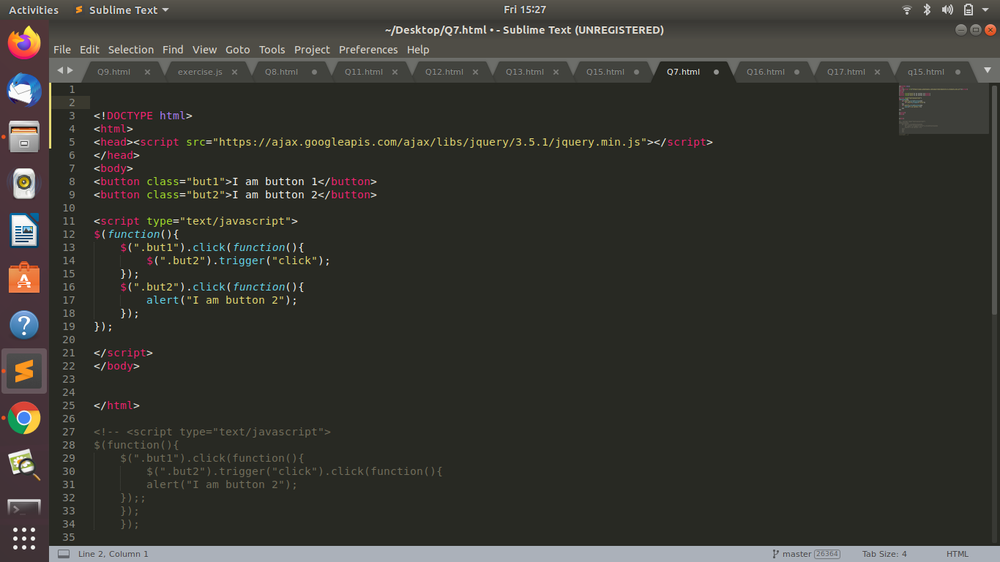 Activities Sublime Text Fri 15:27
~/Desktop/Q7.html • - Sublime Text (UNREGISTERED)
File Edit Selection Find View Goto Tools Project Preferences Help
Q9.html exercise.js Q8.html Q11.html Q12.html Q13.html Q15.html Q7.html Q16.html Q17.html q15.html
1
2
3 <!DOCTYPE html>
4 <html>
5 <head><script src="https://ajax.googleapis.com/ajax/libs/jquery/3.5.1/jquery.min.js"></script>
6 </head>
7 <body>
8 <button class="but1">I am button 1</button>
9 <button class="but2">I am button 2</button>
10
11 <script type="text/javascript">
12 $(function(){
13     $(".but1").click(function(){
14         $(".but2").trigger("click");
15     });
16     $(".but2").click(function(){
17         alert("I am button 2");
18     });
19 });
20
21 </script>
22 </body>
23
24
25 </html>
26
27 <!-- <script type="text/javascript">
28 $(function(){
29     $(".but1").click(function(){
30         $(".but2").trigger("click").click(function(){
31         alert("I am button 2");
32     });;
33     });
34     });
35
Line 2, Column 1 master 26364 Tab Size: 4 HTML